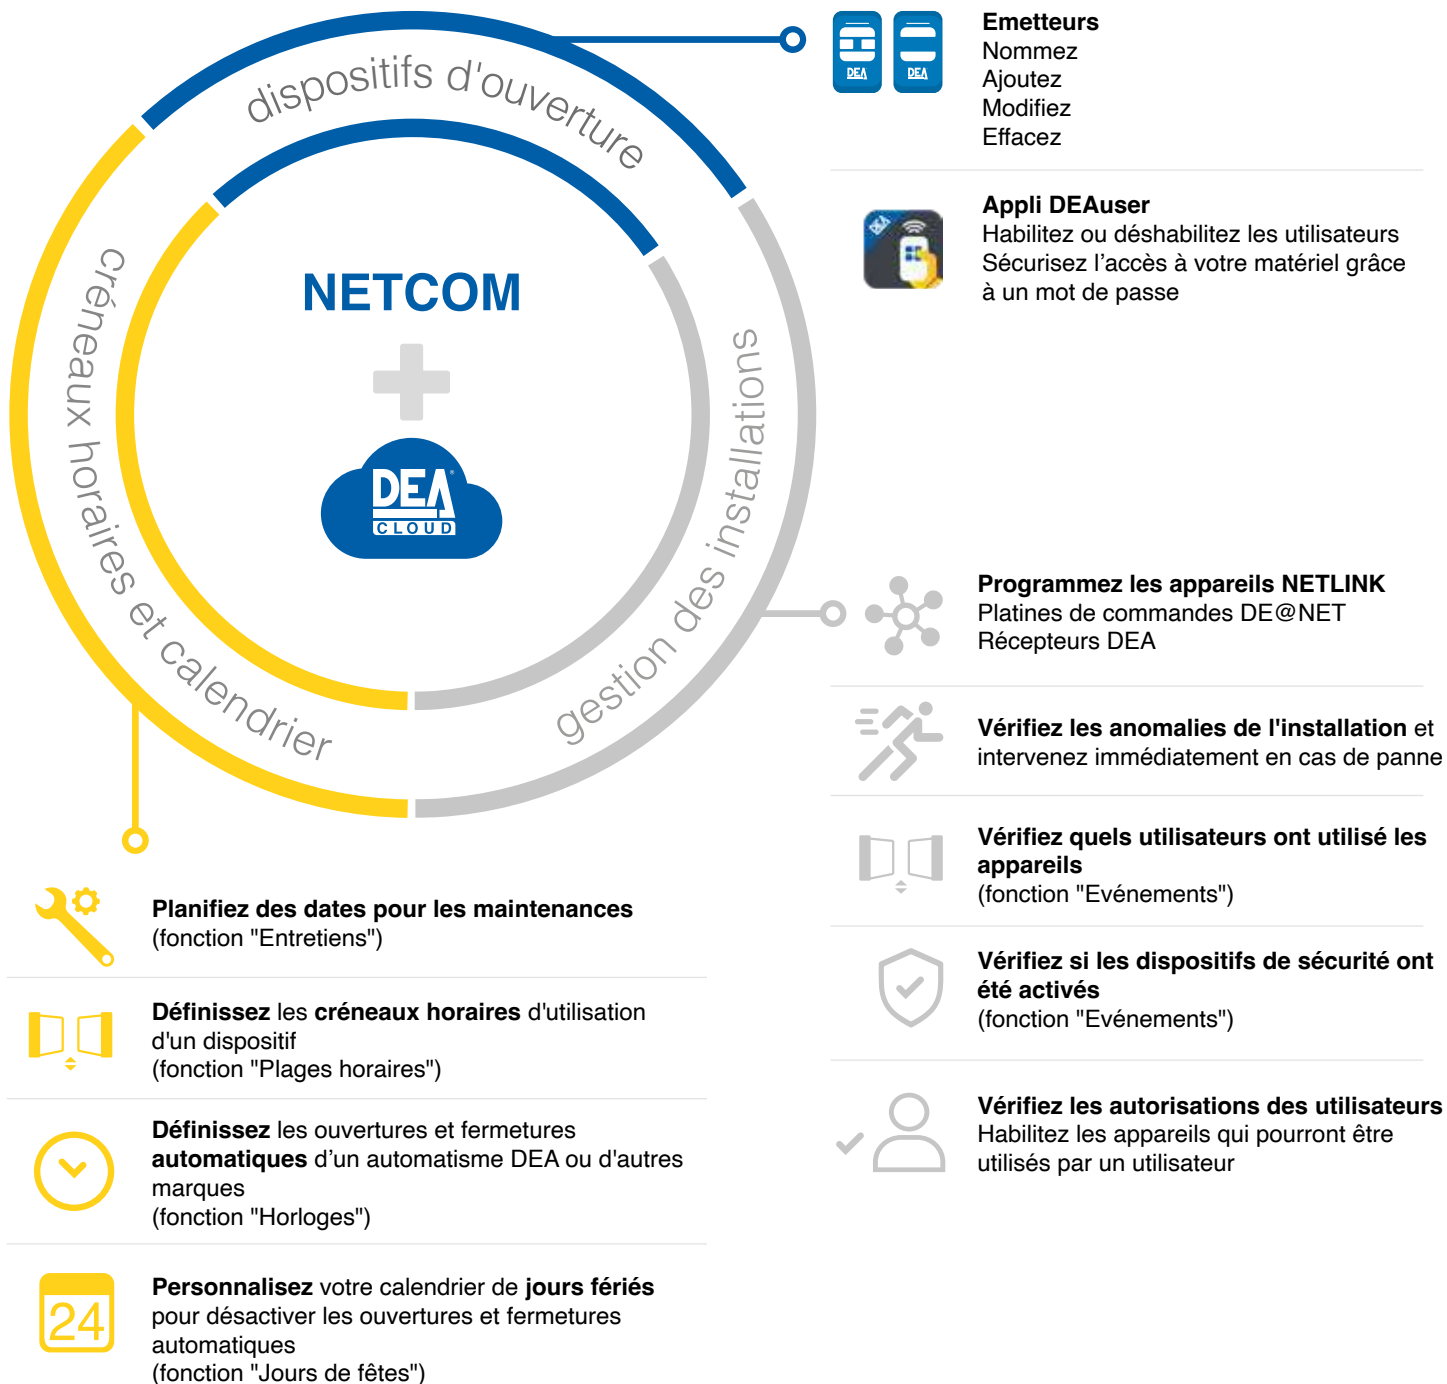 dispositifs d'ouverture
créneaux horaires et calendrier
gestion des installations
NETCOM
DEA
CLOUD
DEA
DEA
Emetteurs
Nommez
Ajoutez
Modifiez
Effacez
DEA
Appli DEAuser
Habilitez ou déshabilitez les utilisateurs
Sécurisez l’accès à votre matériel grâce
à un mot de passe
Programmez les appareils NETLINK
Platines de commandes DE@NET
Récepteurs DEA
Vérifiez les anomalies de l'installation et
intervenez immédiatement en cas de panne
Vérifiez quels utilisateurs ont utilisé les
appareils
(fonction "Evénements")
Vérifiez si les dispositifs de sécurité ont
été activés
(fonction "Evénements")
Vérifiez les autorisations des utilisateurs
Habilitez les appareils qui pourront être
utilisés par un utilisateur
Planifiez des dates pour les maintenances
(fonction "Entretiens")
Définissez les créneaux horaires d'utilisation
d'un dispositif
(fonction "Plages horaires")
Définissez les ouvertures et fermetures
automatiques d’un automatisme DEA ou d'autres
marques
(fonction "Horloges")
24
Personnalisez votre calendrier de jours fériés
pour désactiver les ouvertures et fermetures
automatiques
(fonction "Jours de fêtes")